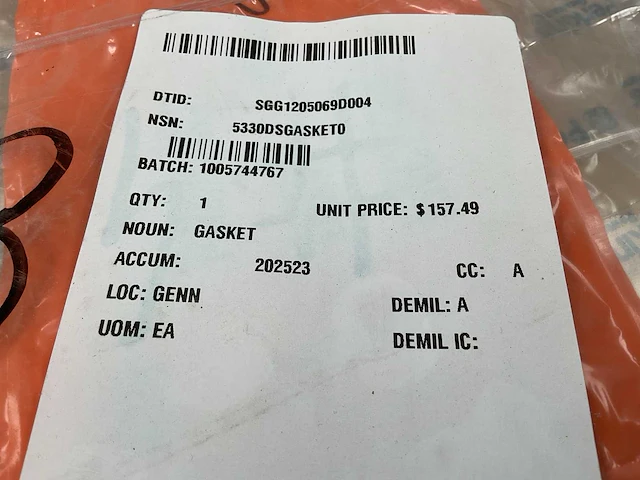 DTID: SGG1205069D004
NSN: 5330DSGASKET0
BATCH: 1005744767
QTY: 1 UNIT PRICE: $157.49
NOUN: GASKET
ACCUM: 202523 CC: A
LOC: GENN DEMIL: A
UOM: EA DEMIL IC: